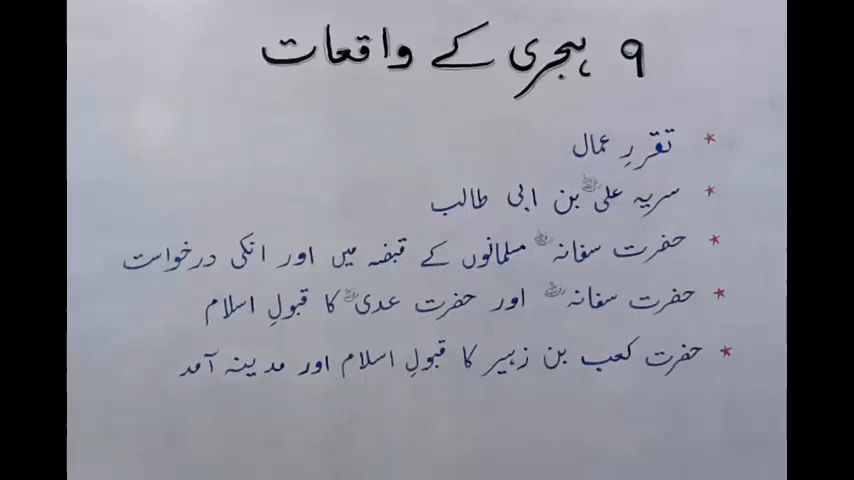 ۹ ہجری کے واقعات
* تقررِ عمال
* سریہ علیؓ بن ابی طالب
* حضرت سفانہؓ مسلمانوں کے قبضہ میں اور انکی درخواست
* حضرت سفانہؓ اور حضرت عدیؓ کا قبولِ اسلام
* حضرت کعب بن زہیر کا قبولِ اسلام اور مدینہ آمد